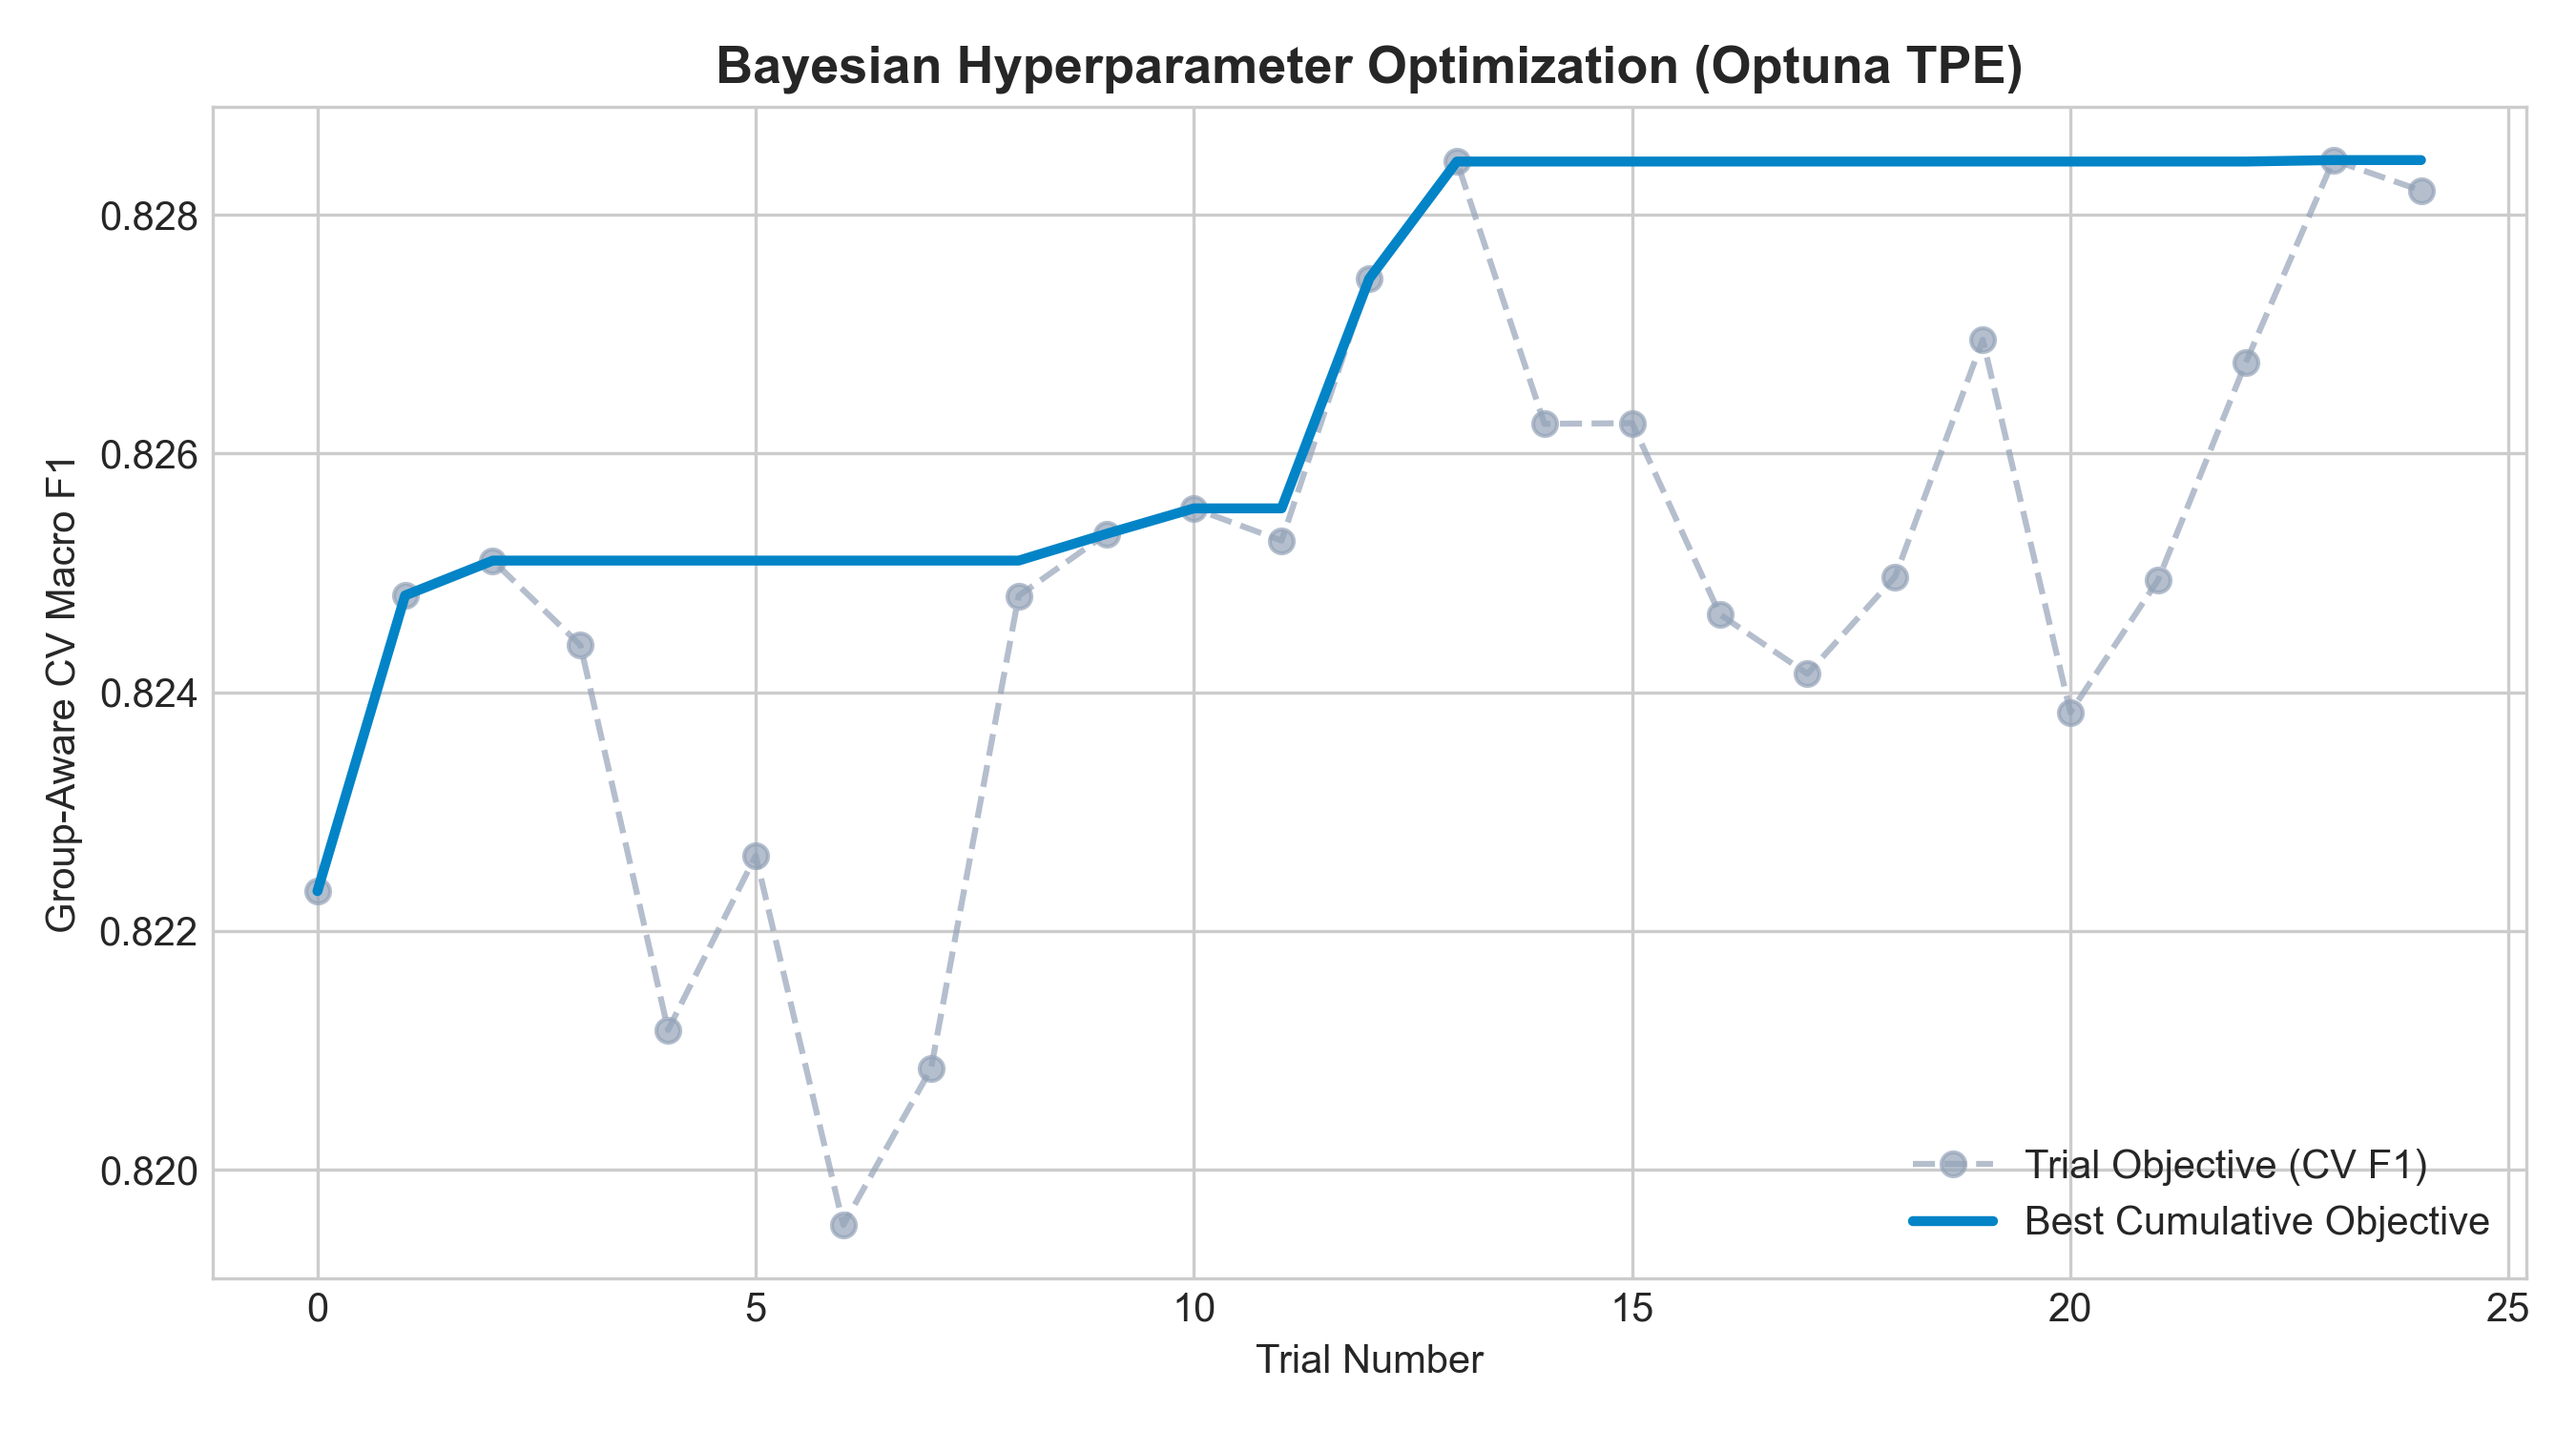 Bayesian Hyperparameter Optimization (Optuna TPE)
Group-Aware CV Macro F1
0.828
0.826
0.824
0.822
0.820
Trial Objective (CV F1)
Best Cumulative Objective
0 5 10 15 20 25
Trial Number